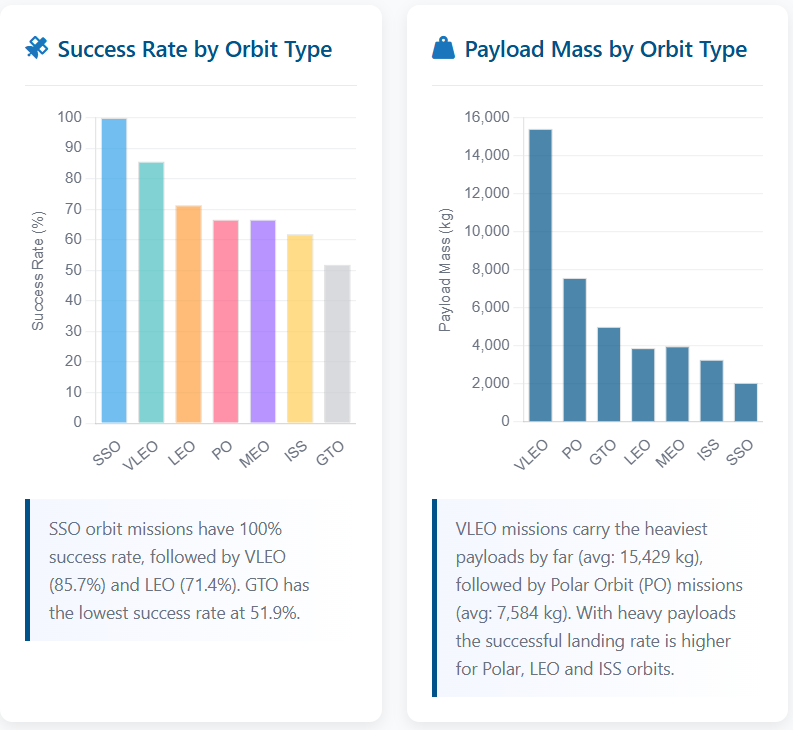 Success Rate by Orbit Type
100
90
80
70
60
50
40
30
20
10
0
Success Rate (%)
SSO
VLEO
LEO
PO
MEO
ISS
GTO
SSO orbit missions have 100%
success rate, followed by VLEO
(85.7%) and LEO (71.4%). GTO has
the lowest success rate at 51.9%.
Payload Mass by Orbit Type
16,000
14,000
12,000
10,000
8,000
6,000
4,000
2,000
0
Payload Mass (kg)
VLEO
PO
GTO
LEO
MEO
ISS
SSO
VLEO missions carry the heaviest
payloads by far (avg: 15,429 kg),
followed by Polar Orbit (PO) missions
(avg: 7,584 kg). With heavy payloads
the successful landing rate is higher
for Polar, LEO and ISS orbits.